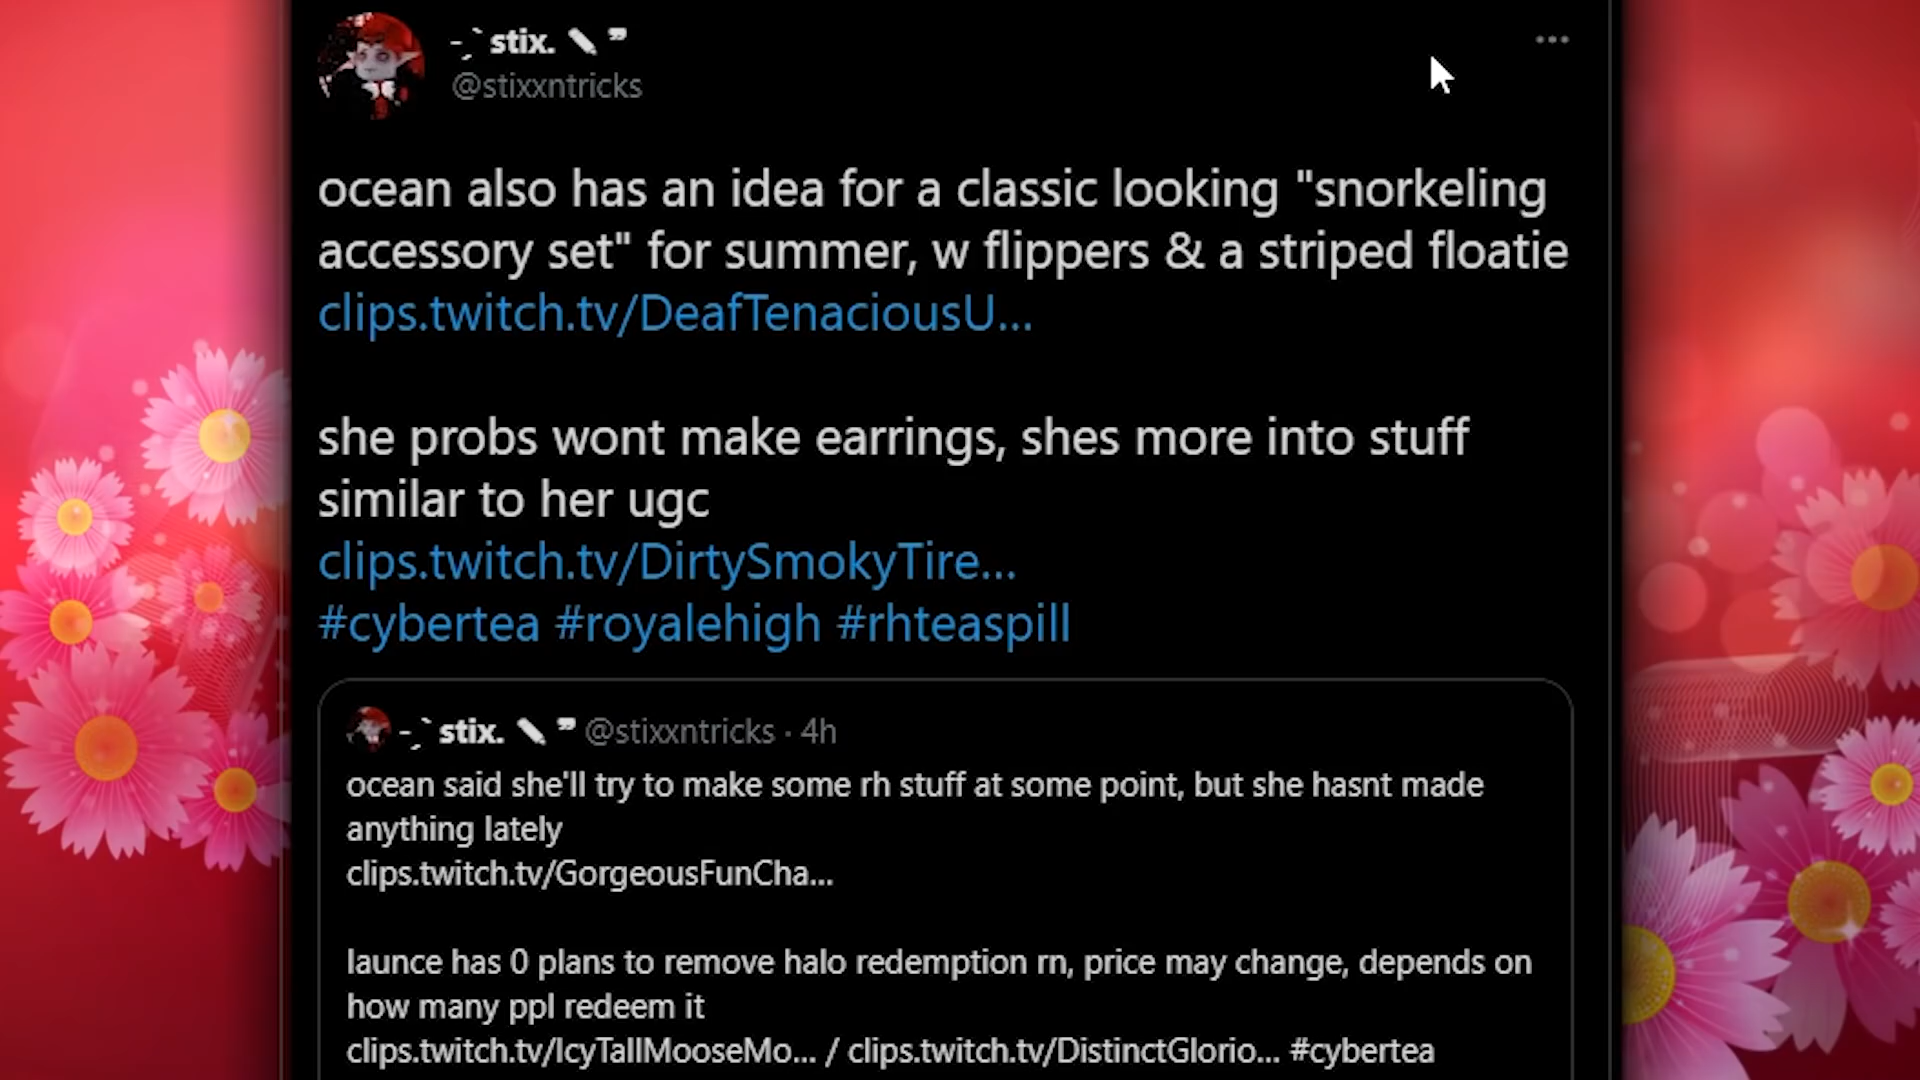 -ˏˋ stix. ✎ ❞
@stixxntricks
ocean also has an idea for a classic looking "snorkeling
accessory set" for summer, w flippers & a striped floatie
clips.twitch.tv/DeafTenaciousU...
she probs wont make earrings, shes more into stuff
similar to her ugc
clips.twitch.tv/DirtySmokyTire...
#cybertea #royalehigh #rhteaspill
-ˏˋ stix. ✎ ❞ @stixxntricks · 4h
ocean said she'll try to make some rh stuff at some point, but she hasnt made
anything lately
clips.twitch.tv/GorgeousFunCha...
launce has 0 plans to remove halo redemption rn, price may change, depends on
how many ppl redeem it
clips.twitch.tv/IcyTallMooseMo... / clips.twitch.tv/DistinctGlorio... #cybertea